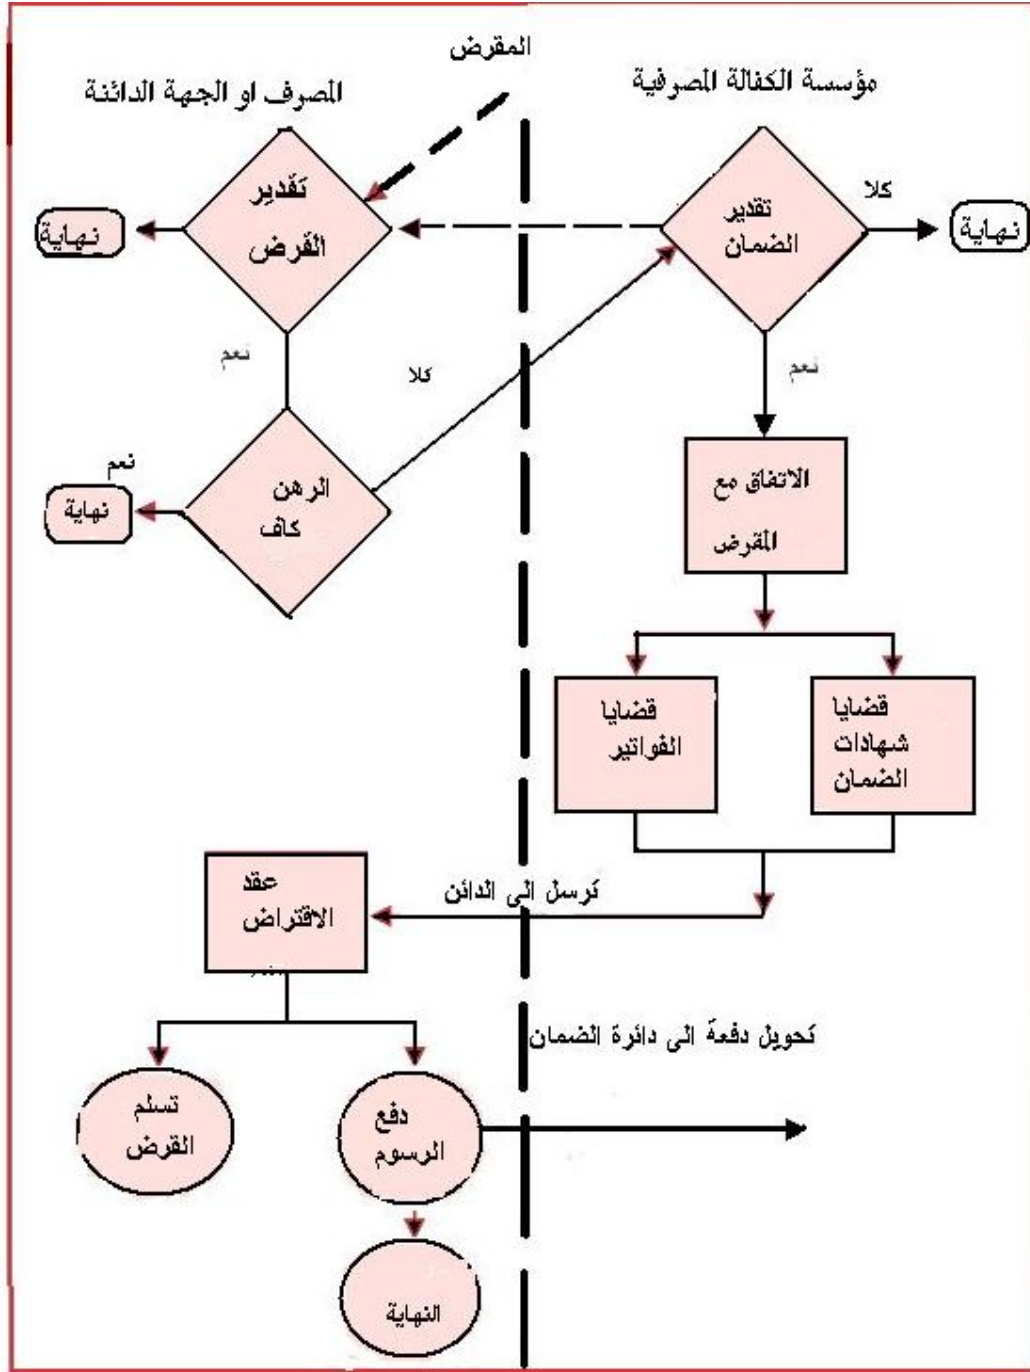 المقرض
مؤسسة الكفالة المصرفية
المصرف او الجهة الدائنة
تقدير
الضمان
كلا
نهاية
تقدير
القرض
نهاية
نعم
نعم
كلا
الرهن
كاف
نعم
نهاية
الاتفاق مع
المقرض
قضايا
شهادات
الضمان
قضايا
الفواتير
ترسل الى الدائن
عقد
الاقتراض
تحويل دفعة الى دائرة الضمان
دفع
الرسوم
تسلم
القرض
النهاية